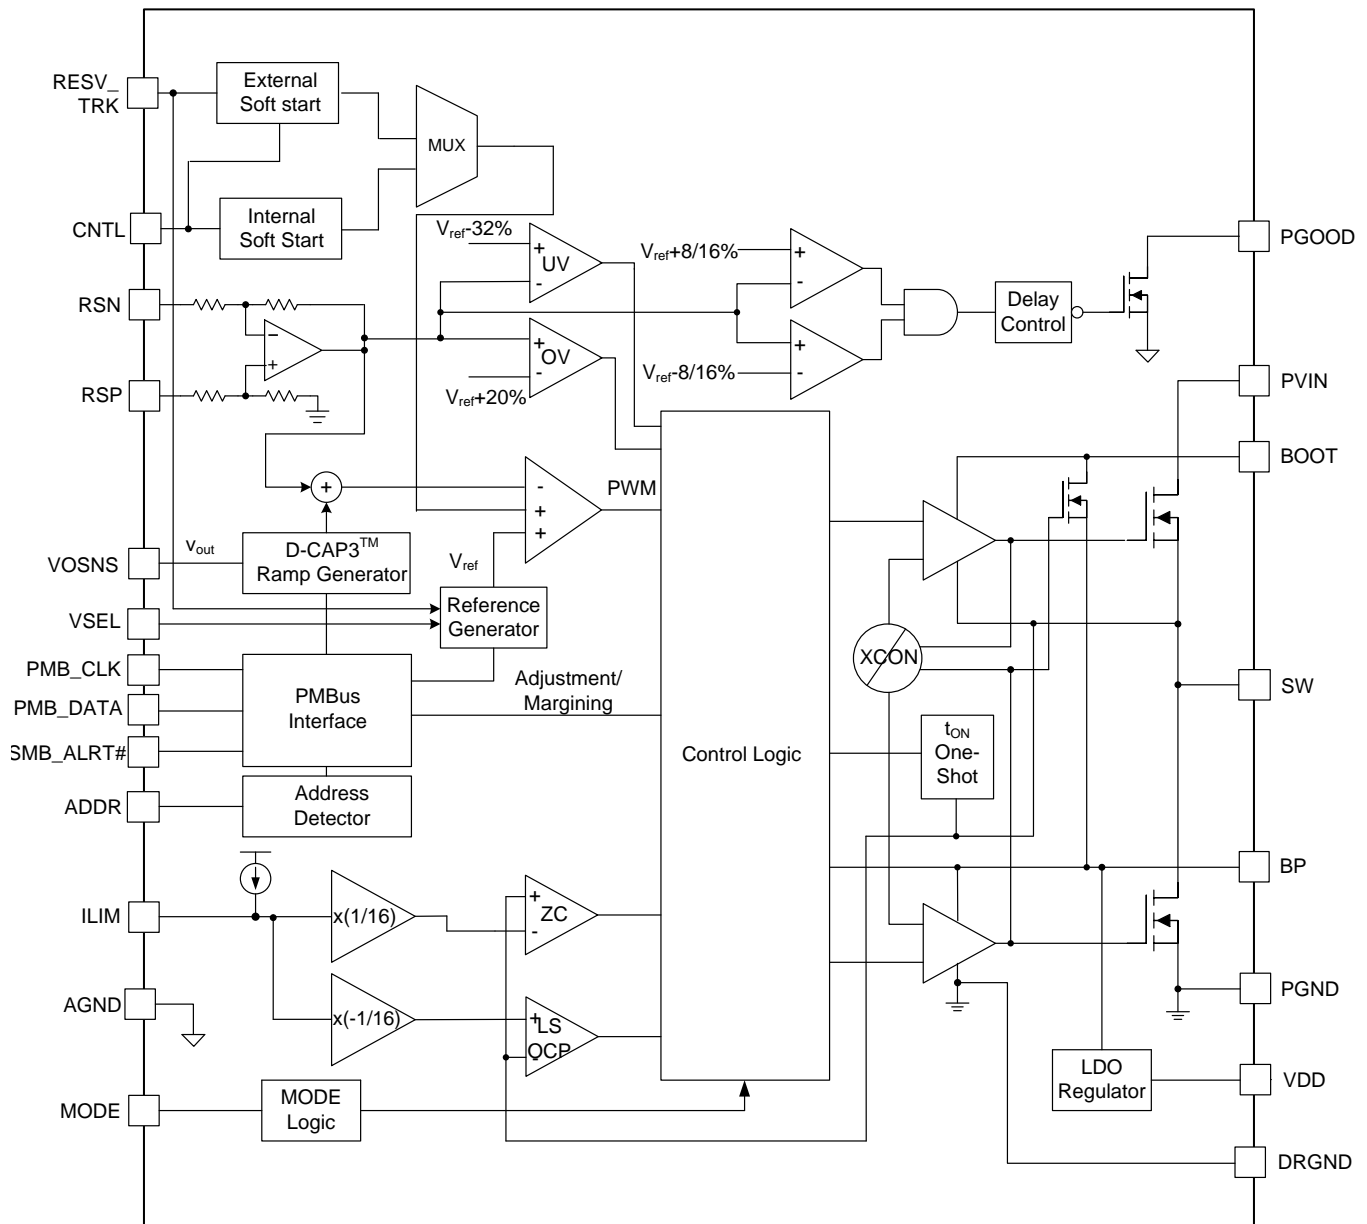 RESV_
TRK
External
Soft start
MUX
CNTL
Internal
Soft Start
Vref-32%
+
UV
-
Vref+8/16%
+
-
PGOOD
RSN
-
+
+
OV
-
Vref+20%
+
-
Vref-8/16%
Delay
Control
RSP
PVIN
BOOT
+
-
+
+
PWM
VOSNS
vout
D-CAP3TM
Ramp Generator
Vref
VSEL
Reference
Generator
XCON
PMB_CLK
PMB_DATA
SMB_ALRT#
PMBus
Interface
Adjustment/
Margining
SW
Control Logic
tON
One-
Shot
ADDR
Address
Detector
BP
ILIM
x(1/16)
+
ZC
-
AGND
x(-1/16)
+
LS
OCP
-
PGND
LDO
Regulator
VDD
MODE
MODE
Logic
DRGND